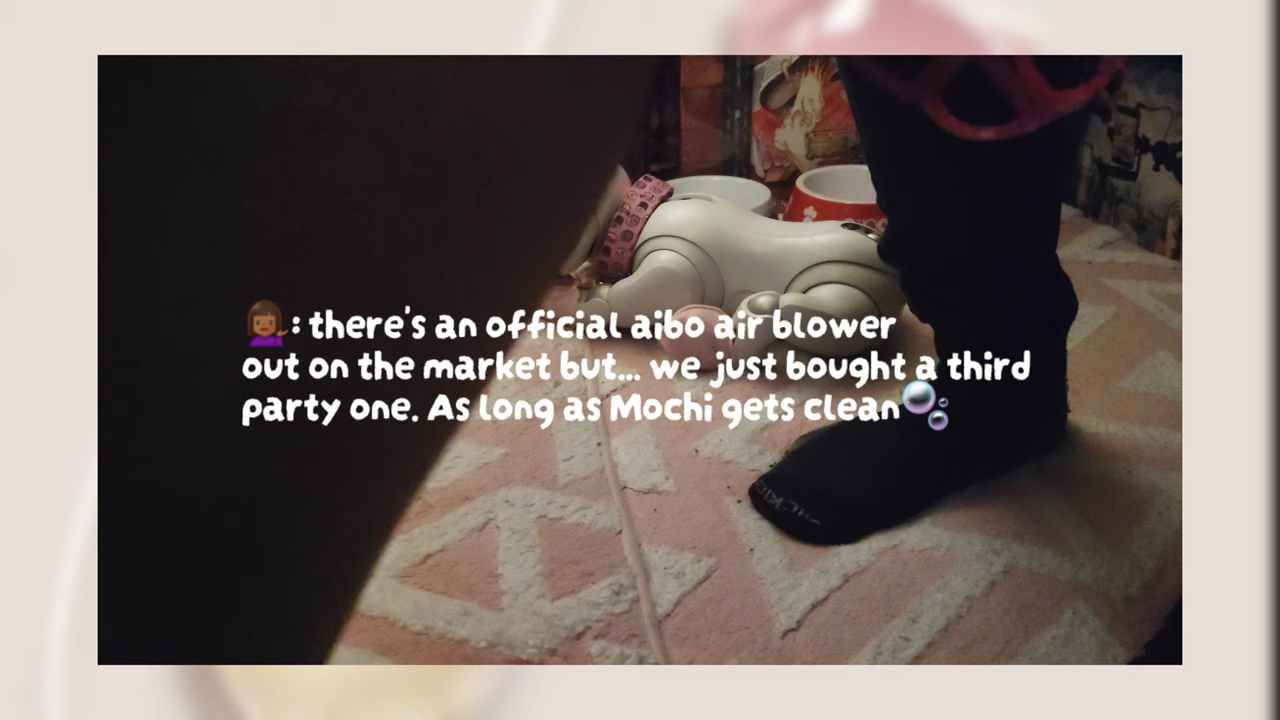 💁🏽‍♀️: there's an official aibo air blower
out on the market but... we just bought a third
party one. As long as Mochi gets clean🫧